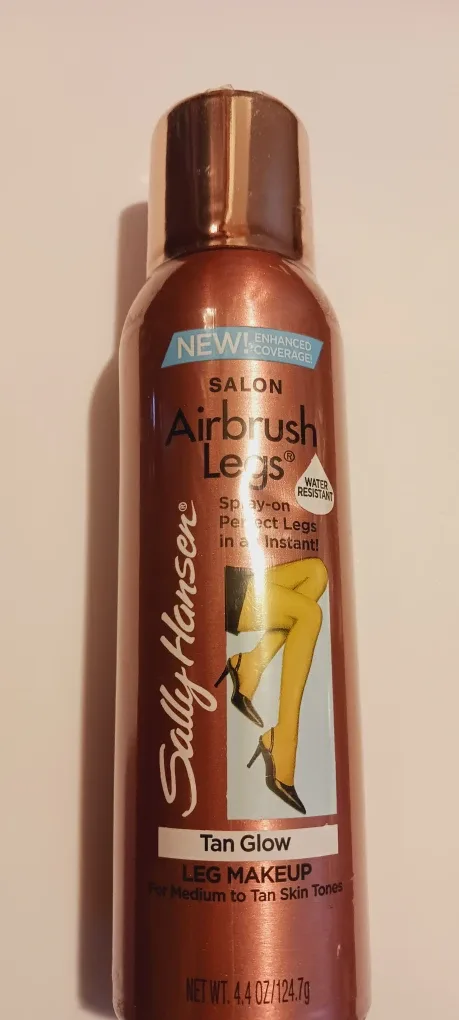 NEW! ENHANCED
COVERAGE!
SALON
Airbrush
Legs®
WATER
RESISTANT
Spray-on
Perfect Legs
in an Instant!
Sally Hansen®
Tan Glow
LEG MAKEUP
For Medium to Tan Skin Tones
NET WT. 4.4 OZ/124.7g